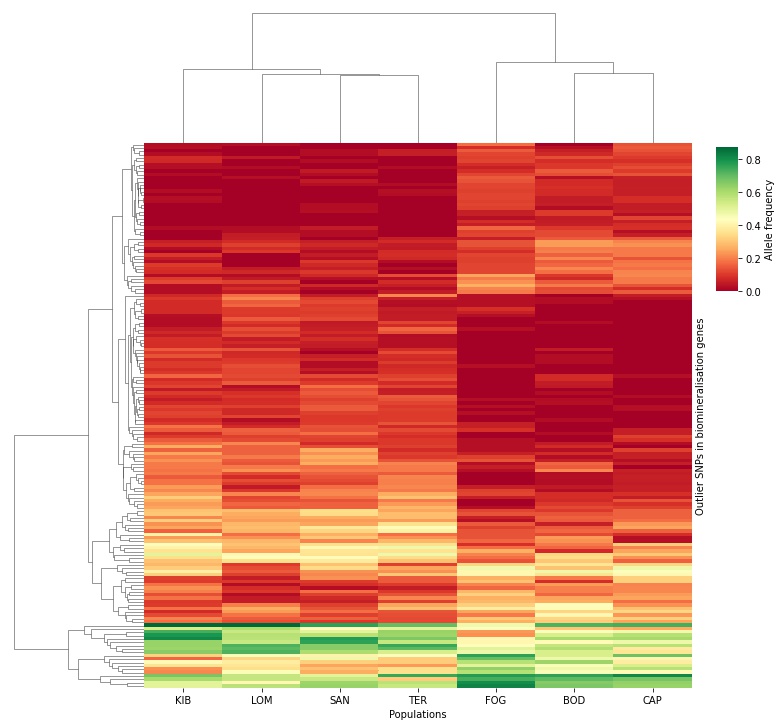 0.8
0.6
0.4
0.2
0.0
Allele frequency
Outlier SNPs in biomineralisation genes
KIB LOM SAN TER FOG BOD CAP
Populations